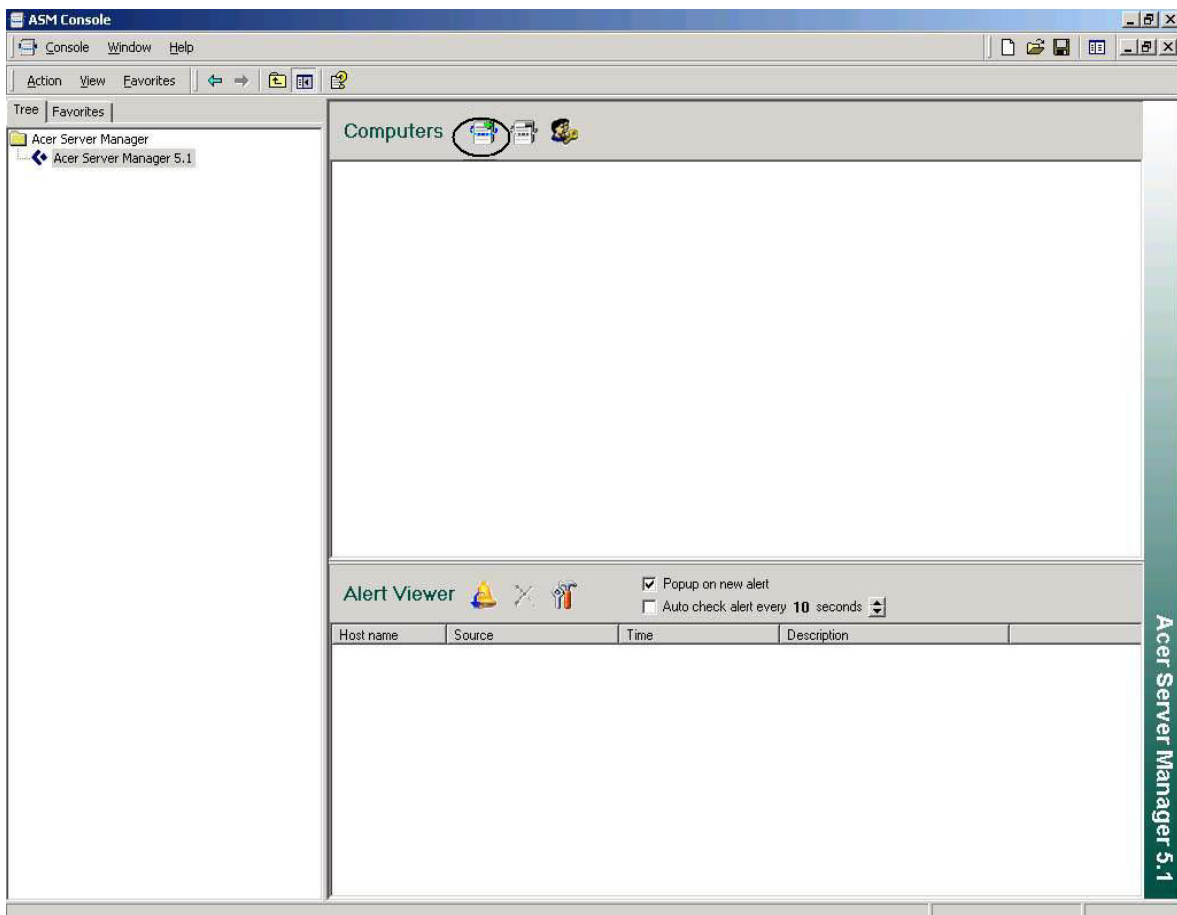 ASM Console
Console Window Help
Action View Favorites
Tree Favorites
Acer Server Manager
Acer Server Manager 5.1
Computers
Alert Viewer
Popup on new alert
Auto check alert every 10 seconds
Host name Source Time Description
Acer Server Manager 5.1